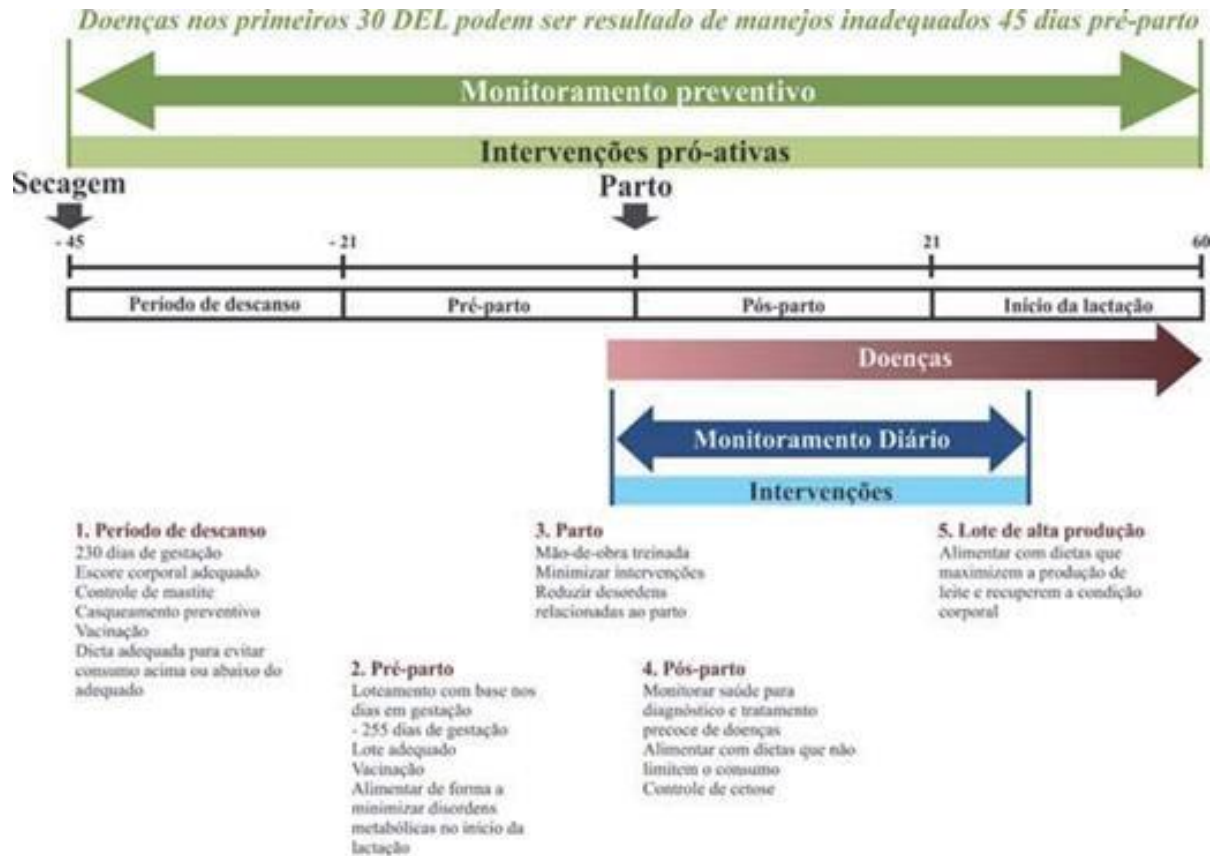 Doenças nos primeiros 30 DEL podem ser resultado de manejos inadequados 45 dias pré-parto
Monitoramento preventivo
Intervenções pró-ativas
Secagem
Parto
- 45
- 21
21
60
Período de descanso
Pré-parto
Pós-parto
Início da lactação
Doenças
Monitoramento Diário
Intervenções
1. Período de descanso
230 dias de gestação
Escore corporal adequado
Controle de mastite
Casqueamento preventivo
Vacinação
Dieta adequada para evitar
consumo acima ou abaixo do
adequado
2. Pré-parto
Loteamento com base nos
dias em gestação
- 255 dias de gestação
Lote adequado
Vacinação
Alimentar de forma a
minimizar disordens
metabólicas no início da
lactação
3. Parto
Mão-de-obra treinada
Minimizar intervenções
Reduzir desordens
relacionadas ao parto
4. Pós-parto
Monitorar saúde para
diagnóstico e tratamento
precoce de doenças
Alimentar com dietas que não
limitem o consumo
Controle de cetose
5. Lote de alta produção
Alimentar com dietas que
maximizem a produção de
leite e recuperem a condição
corporal